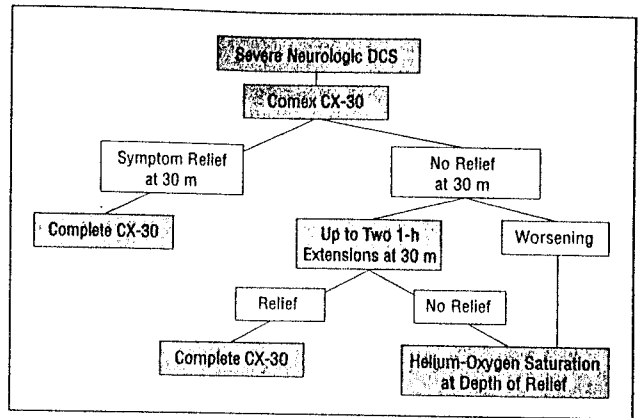 Severe Neurologic DCS
Comex CX-30
Symptom Relief
at 30 m
No Relief
at 30 m
Complete CX-30
Up to Two 1-h
Extensions at 30 m
Worsening
Relief
No Relief
Complete CX-30
Helium-Oxygen Saturation
at Depth of Relief